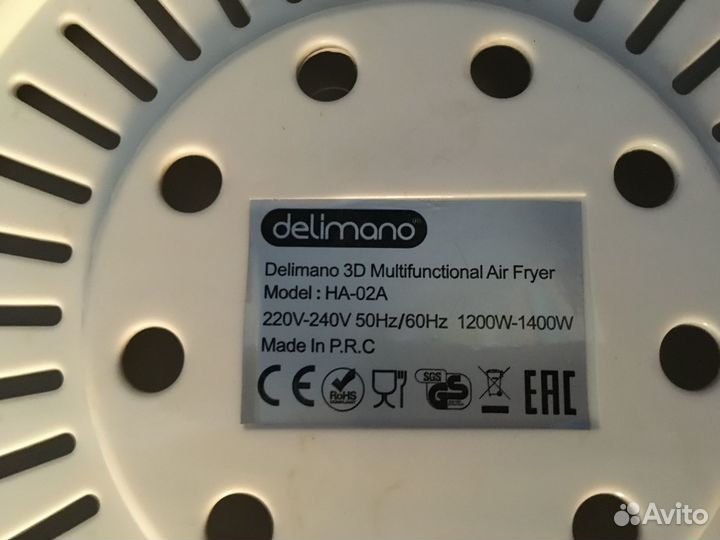 delimano
Delimano 3D Multifunctional Air Fryer
Model : HA-02A
220V-240V 50Hz/60Hz 1200W-1400W
Made In P.R.C
CE RoHS SGS GS EAC
Avito